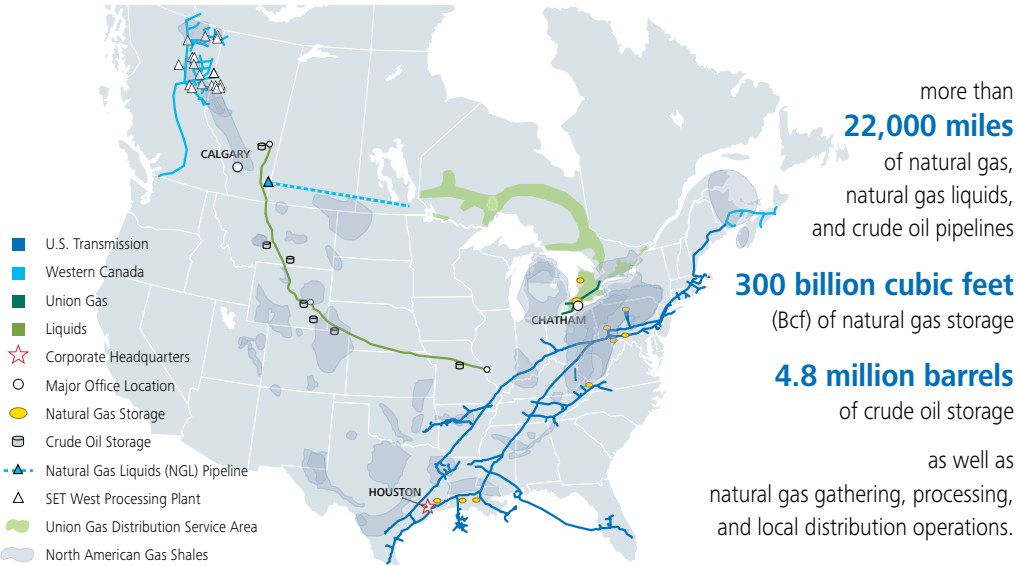 CALGARY
CHATHAM
HOUSTON
U.S. Transmission
Western Canada
Union Gas
Liquids
Corporate Headquarters
Major Office Location
Natural Gas Storage
Crude Oil Storage
Natural Gas Liquids (NGL) Pipeline
SET West Processing Plant
Union Gas Distribution Service Area
North American Gas Shales
more than
22,000 miles
of natural gas,
natural gas liquids,
and crude oil pipelines
300 billion cubic feet
(Bcf) of natural gas storage
4.8 million barrels
of crude oil storage
as well as
natural gas gathering, processing,
and local distribution operations.